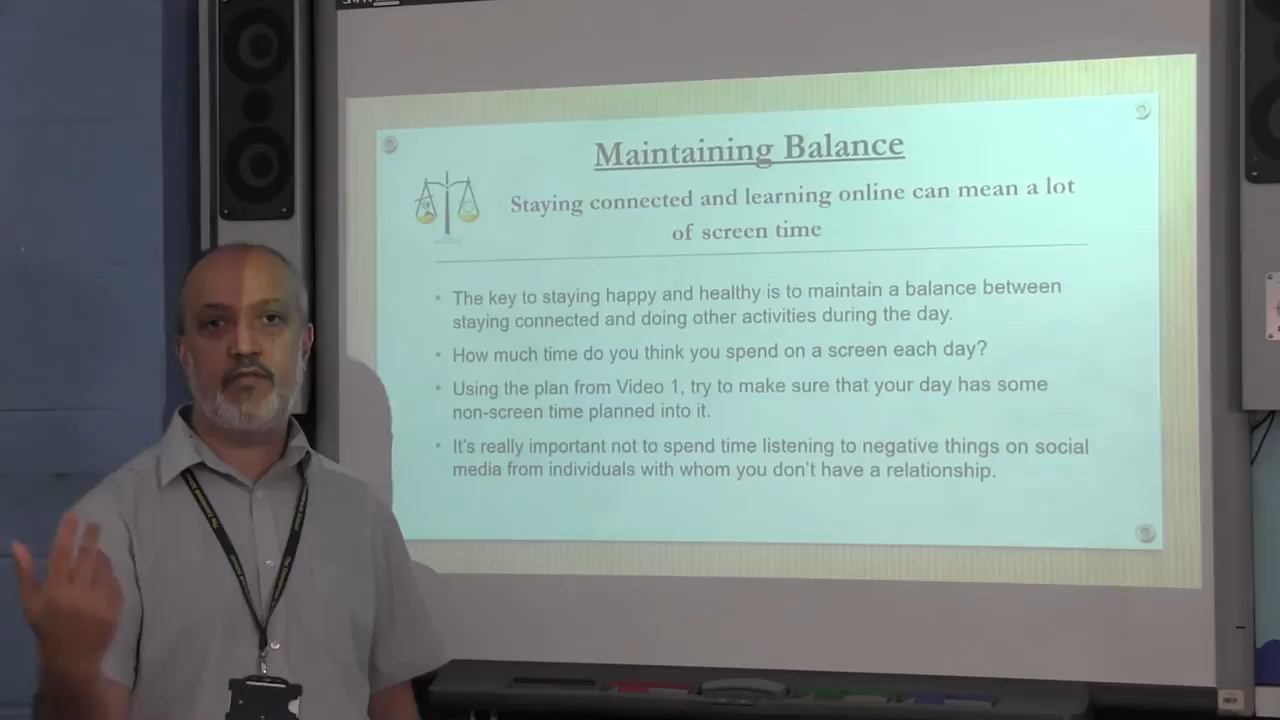 Maintaining Balance
Staying connected and learning online can mean a lot
of screen time
• The key to staying happy and healthy is to maintain a balance between
staying connected and doing other activities during the day.
• How much time do you think you spend on a screen each day?
• Using the plan from Video 1, try to make sure that your day has some
non-screen time planned into it.
• It's really important not to spend time listening to negative things on social
media from individuals with whom you don't have a relationship.